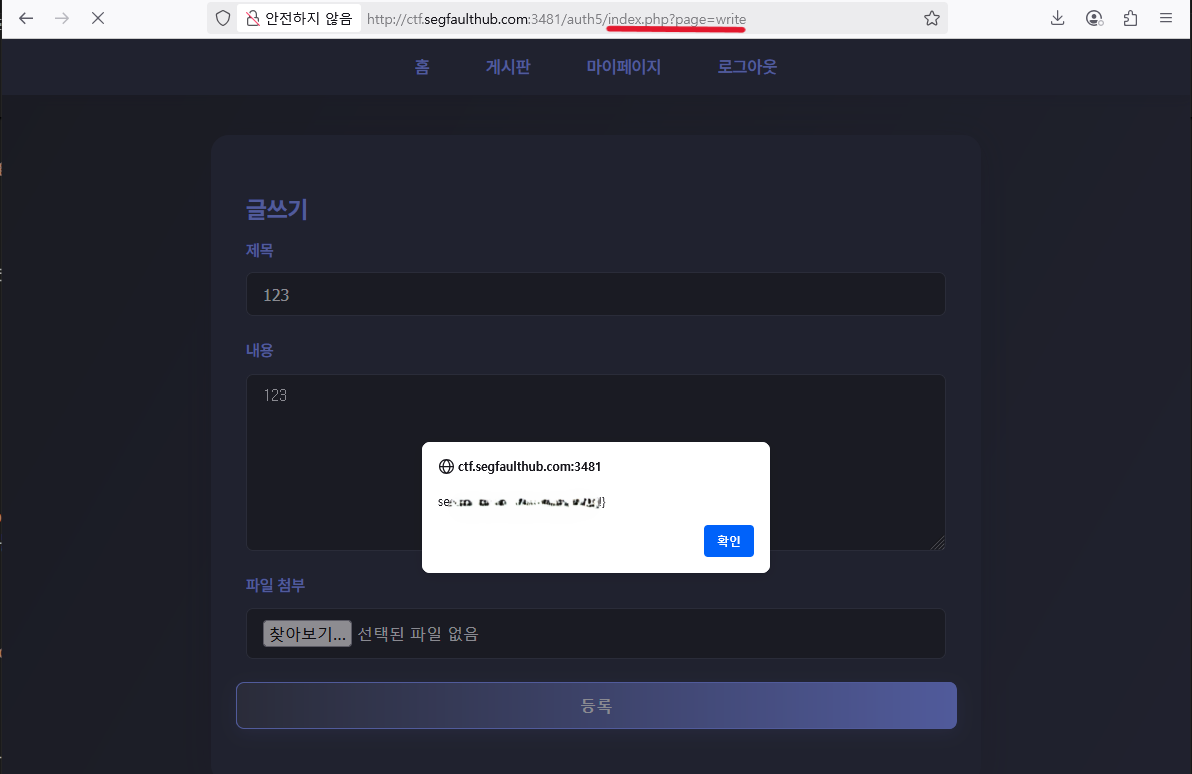 안전하지 않음 http://ctf.segfaulthub.com:3481/auth5/index.php?page=write
홈 게시판 마이페이지 로그아웃
글쓰기
제목
123
내용
123
ctf.segfaulthub.com:3481
확인
파일 첨부
찾아보기... 선택된 파일 없음
등록